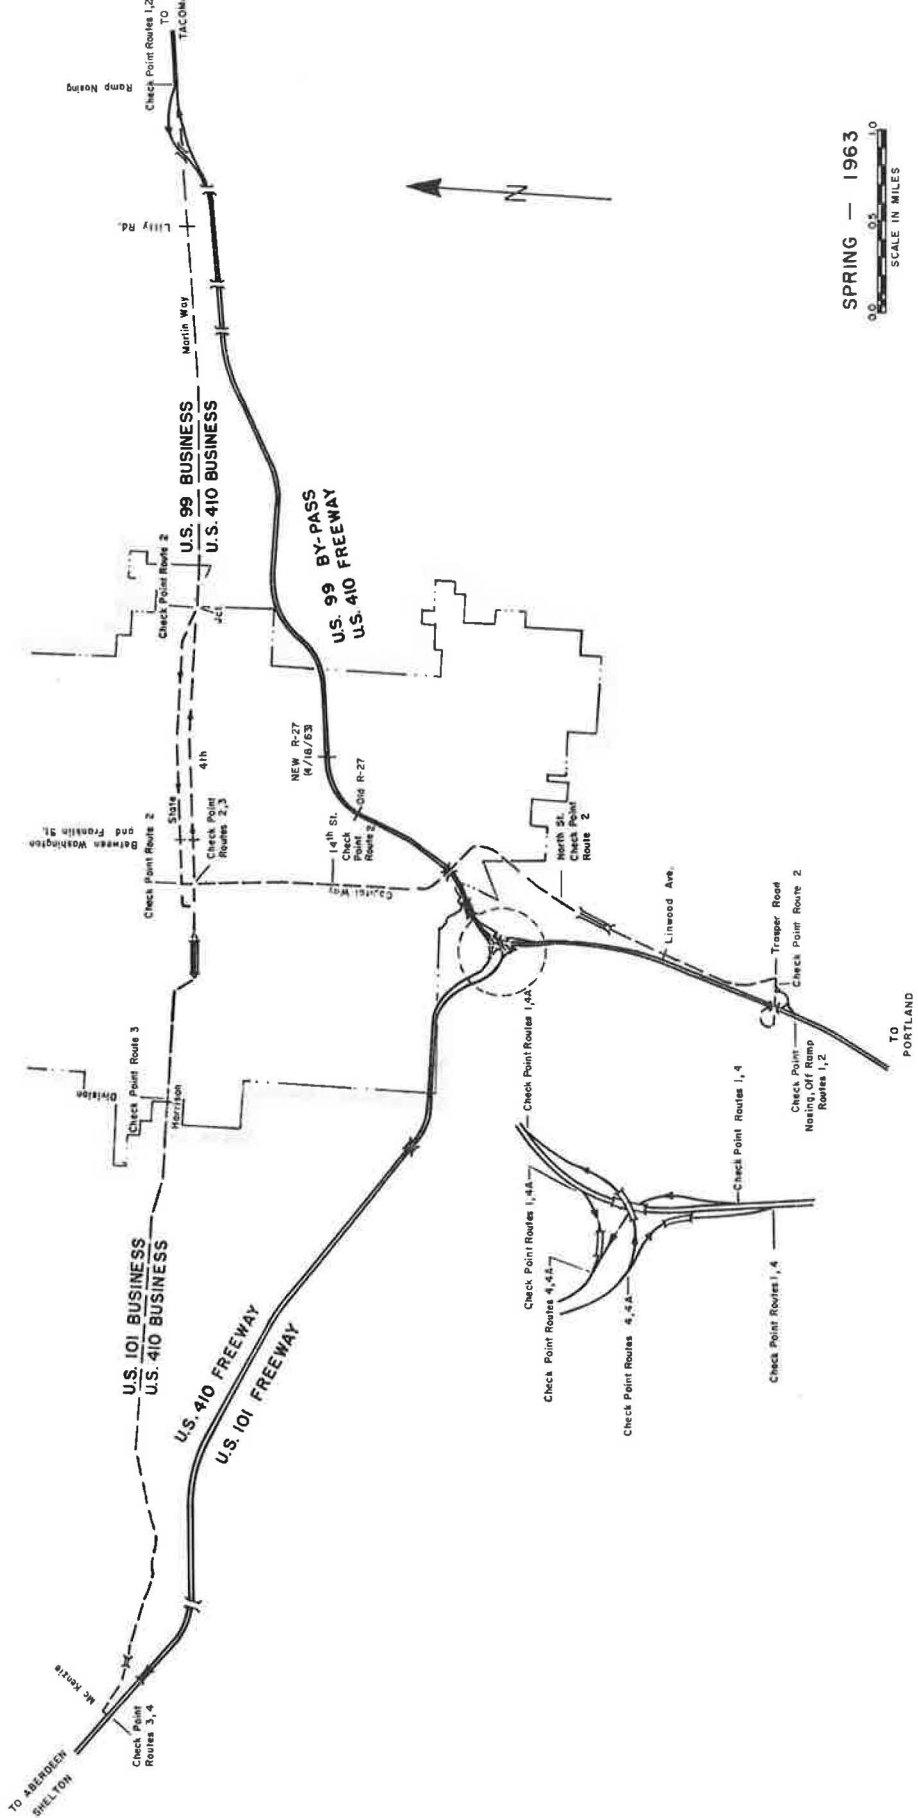 Check Point Routes 1,2
TO
TACOMA
Ramp Nosing
Lilly Rd.
Martin Way
U.S. 99 BUSINESS
U.S. 410 BUSINESS
N
SPRING — 1963
0.0 0.5 1.0
SCALE IN MILES
Check Point Route 2
Jct.
U.S. 99 BY-PASS
U.S. 410 FREEWAY
State
4th
NEW R-27
(4/18/63)
Old R-27
Between Washington
and Franklin St.
Check Point Route 2
Check Point
Routes 2,3
14th St.
Check
Point
Route 2
Capitol Way
North St.
Check Point
Route 2
Linwood Ave.
Trosper Road
Check Point Route 2
Check Point
Nosing, Off Ramp
Routes 1,2
TO
PORTLAND
Division
Check Point Route 3
Harrison
U.S. 101 BUSINESS
U.S. 410 BUSINESS
U.S. 410 FREEWAY
U.S. 101 FREEWAY
Check Point Routes 1,4A
Check Point Routes 1,4A
Check Point Routes 4,4A
Check Point Routes 4,4A
Check Point Routes 1,4
Check Point Routes 1,4
Mc Kenzie
Check Point
Routes 3,4
TO ABERDEEN
SHELTON